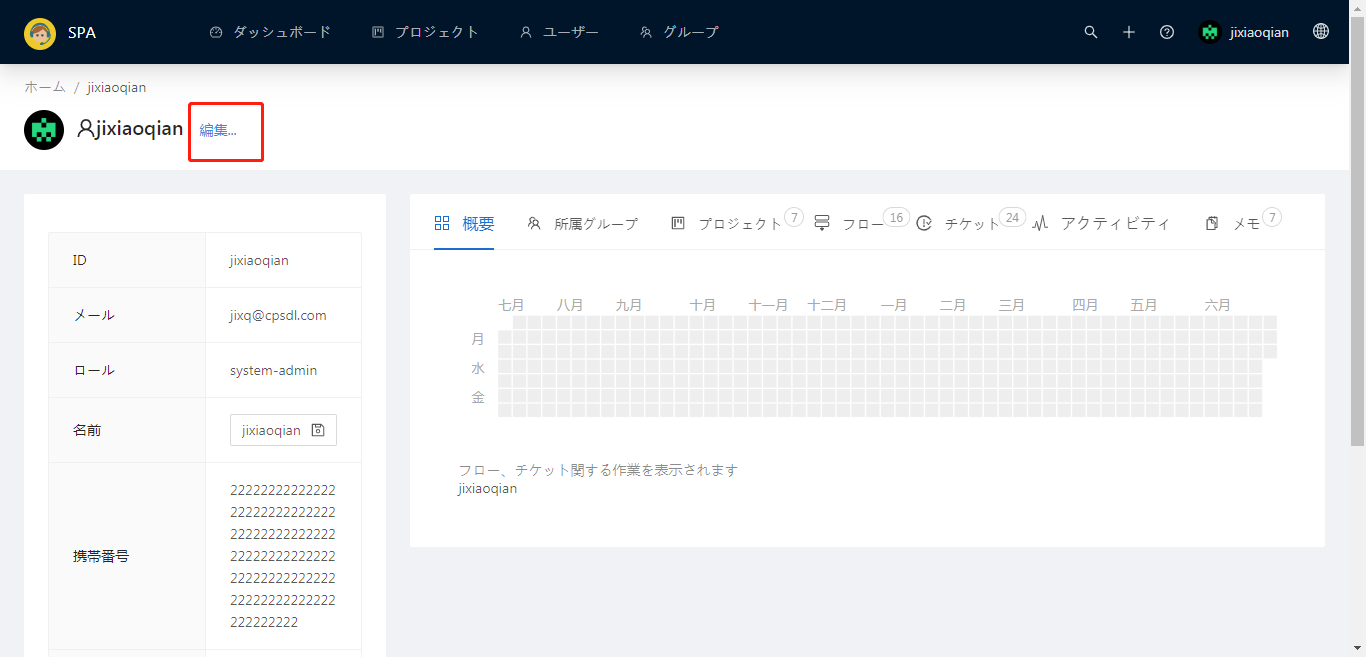 SPA ダッシュボード プロジェクト ユーザー グループ jixiaoqian
ホーム / jixiaoqian
jixiaoqian 編集...
概要 所属グループ プロジェクト 7 フロー 16 チケット 24 アクティビティ メモ 7
ID jixiaoqian
メール jixq@cpsdl.com
ロール system-admin
名前 jixiaoqian
携帯番号
22222222222222
22222222222222
22222222222222
22222222222222
22222222222222
22222222222222
222222222
七月 八月 九月 十月 十一月 十二月 一月 二月 三月 四月 五月 六月
月
水
金
フロー、チケット関する作業を表示されます
jixiaoqian